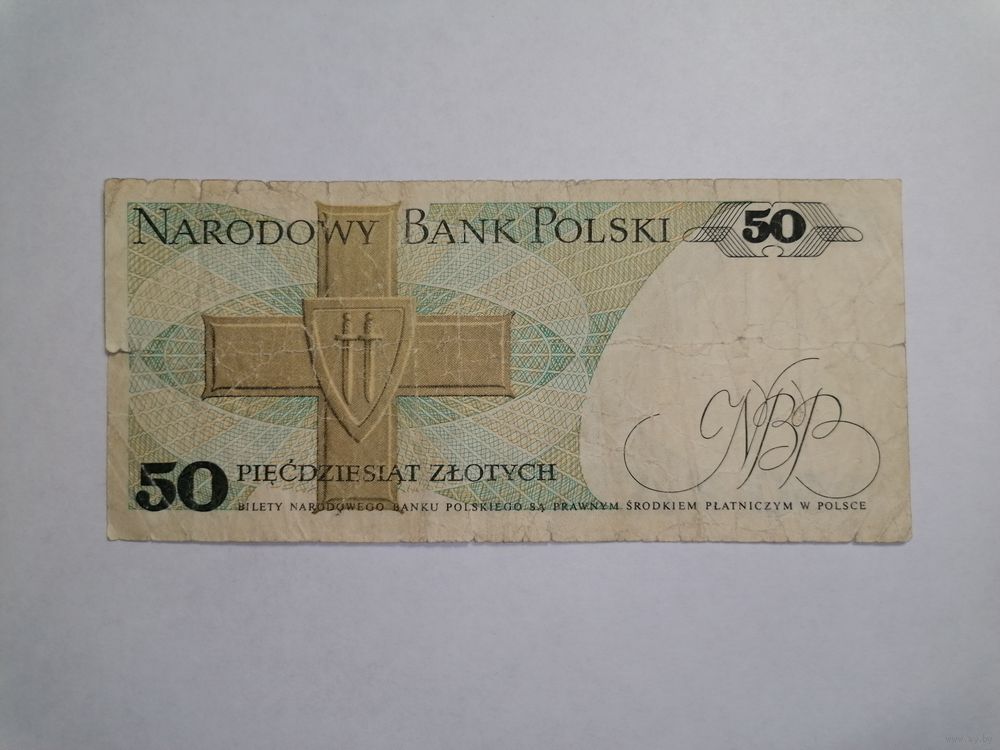 NARODOWY BANK POLSKI 50
NBP
50 PIĘĆDZIESIĄT ZŁOTYCH
BILETY NARODOWEGO BANKU POLSKIEGO SĄ PRAWNYM ŚRODKIEM PŁATNICZYM W POLSCE